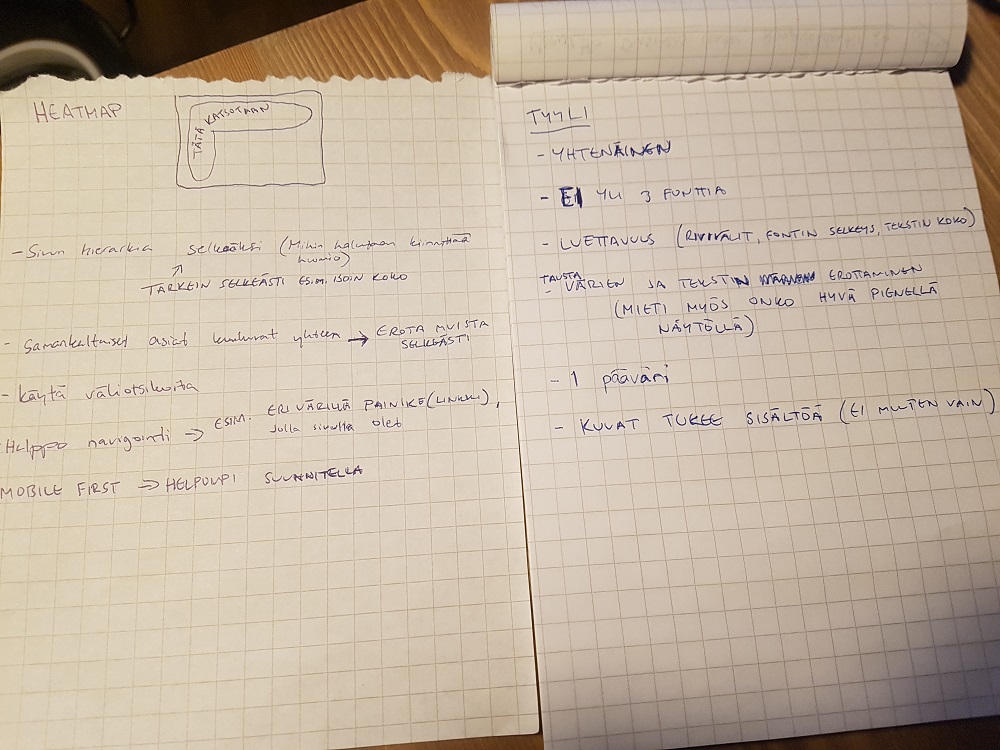 HEATMAP
TÄTÄ KATSOTAAN
- Sivun hierarkia selkeäksi (Mihin halutaan kiinnittää
huomio)
↗
TÄRKEIN SELKEÄSTI ESIM. ISOIN KOKO
- Samankaltaiset asiat kuuluvat yhteen → EROTA MUISTA
SELKEÄSTI
- Käytä väliotsikoita
Helppo navigointi → ESIM. ERI VÄRILLÄ PAINIKE (LINKKI),
jolla sivulla olet
MOBILE FIRST → HELPOMPI SUUNNITELLA
TYYLI
- YHTENÄINEN
- EI YLI 3 FONTTIA
- LUETTAVUUS (RIVIVÄLIT, FONTIN SELKEYS, TEKSTIN KOKO)
TAUSTA
- VÄRIEN JA TEKSTIN EROTTAMINEN
(MIETI MYÖS ONKO HYVÄ PIENELLÄ
NÄYTÖLLÄ)
- 1 pääväri
- KUVAT TUKEE SISÄLTÖÄ (EI MUUTEN VAIN)